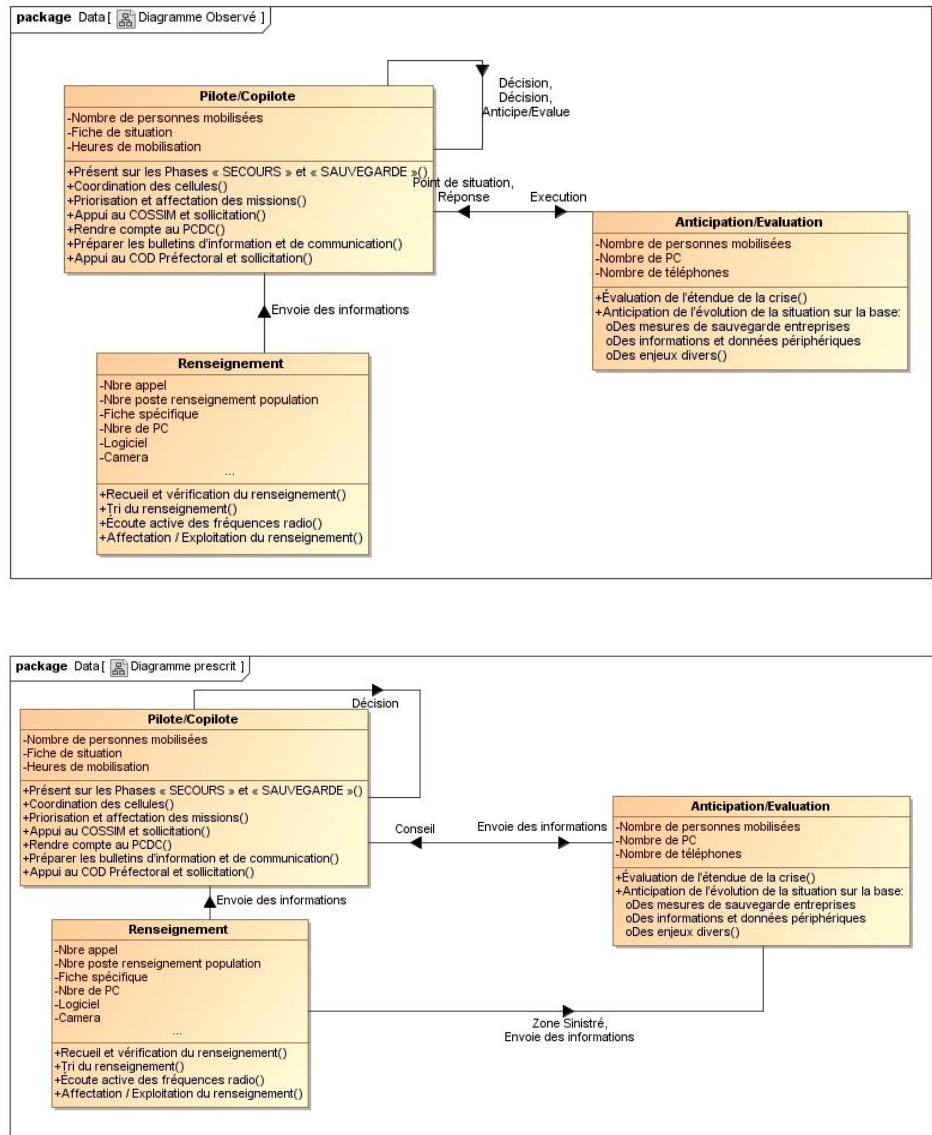 package Data [ Diagramme Observé ]
Décision,
Décision,
Anticipe/Evalue
Pilote/Copilote
-Nombre de personnes mobilisées
-Fiche de situation
-Heures de mobilisation
+Présent sur les Phases « SECOURS » et « SAUVEGARDE »()
+Coordination des cellules()
+Priorisation et affectation des missions()
+Appui au COSSIM et sollicitation()
+Rendre compte au PCDC()
+Préparer les bulletins d'information et de communication()
+Appui au COD Préfectoral et sollicitation()
Point de situation,
Réponse
Execution
Anticipation/Evaluation
-Nombre de personnes mobilisées
-Nombre de PC
-Nombre de téléphones
+Évaluation de l'étendue de la crise()
+Anticipation de l'évolution de la situation sur la base:
oDes mesures de sauvegarde entreprises
oDes informations et données périphériques
oDes enjeux divers()
Envoie des informations
Renseignement
-Nbre appel
-Nbre poste renseignement population
-Fiche spécifique
-Nbre de PC
-Logiciel
-Camera
...
+Recueil et vérification du renseignement()
+Tri du renseignement()
+Écoute active des fréquences radio()
+Affectation / Exploitation du renseignement()
package Data [ Diagramme prescrit ]
Décision
Pilote/Copilote
-Nombre de personnes mobilisées
-Fiche de situation
-Heures de mobilisation
+Présent sur les Phases « SECOURS » et « SAUVEGARDE »()
+Coordination des cellules()
+Priorisation et affectation des missions()
+Appui au COSSIM et sollicitation()
+Rendre compte au PCDC()
+Préparer les bulletins d'information et de communication()
+Appui au COD Préfectoral et sollicitation()
Conseil
Envoie des informations
Anticipation/Evaluation
-Nombre de personnes mobilisées
-Nombre de PC
-Nombre de téléphones
+Évaluation de l'étendue de la crise()
+Anticipation de l'évolution de la situation sur la base:
oDes mesures de sauvegarde entreprises
oDes informations et données périphériques
oDes enjeux divers()
Envoie des informations
Renseignement
-Nbre appel
-Nbre poste renseignement population
-Fiche spécifique
-Nbre de PC
-Logiciel
-Camera
...
+Recueil et vérification du renseignement()
+Tri du renseignement()
+Écoute active des fréquences radio()
+Affectation / Exploitation du renseignement()
Zone Sinistré,
Envoie des informations